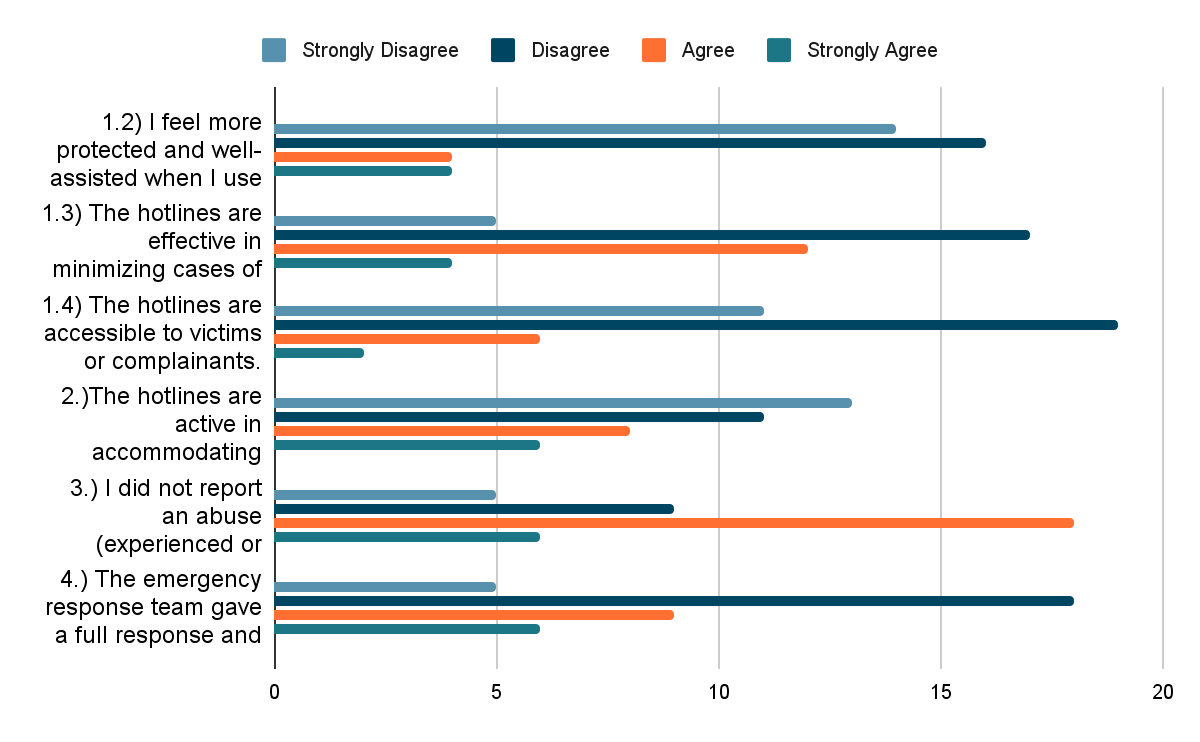 Strongly Disagree Disagree Agree Strongly Agree
1.2) I feel more
protected and well-
assisted when I use
1.3) The hotlines are
effective in
minimizing cases of
1.4) The hotlines are
accessible to victims
or complainants.
2.)The hotlines are
active in
accommodating
3.) I did not report
an abuse
(experienced or
4.) The emergency
response team gave
a full response and
0 5 10 15 20